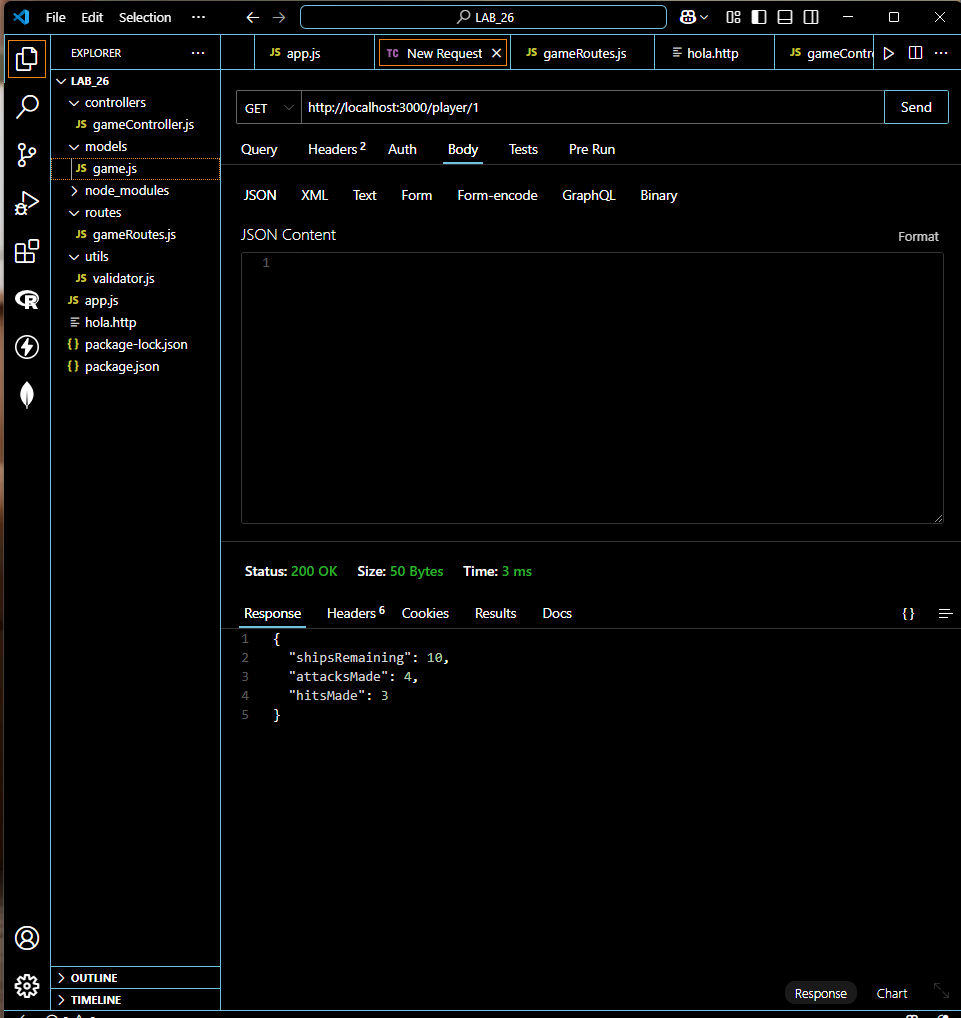 File Edit Selection ··· LAB_26
EXPLORER ···
LAB_26
controllers
JS gameController.js
models
JS game.js
node_modules
routes
JS gameRoutes.js
utils
JS validator.js
JS app.js
hola.http
{} package-lock.json
{} package.json
OUTLINE
TIMELINE
JS app.js TC New Request JS gameRoutes.js hola.http JS gameContro ···
GET http://localhost:3000/player/1 Send
Query Headers 2 Auth Body Tests Pre Run
JSON XML Text Form Form-encode GraphQL Binary
JSON Content Format
1
Status: 200 OK Size: 50 Bytes Time: 3 ms
Response Headers 6 Cookies Results Docs {}
1 {
2 "shipsRemaining": 10,
3 "attacksMade": 4,
4 "hitsMade": 3
5 }
Response Chart